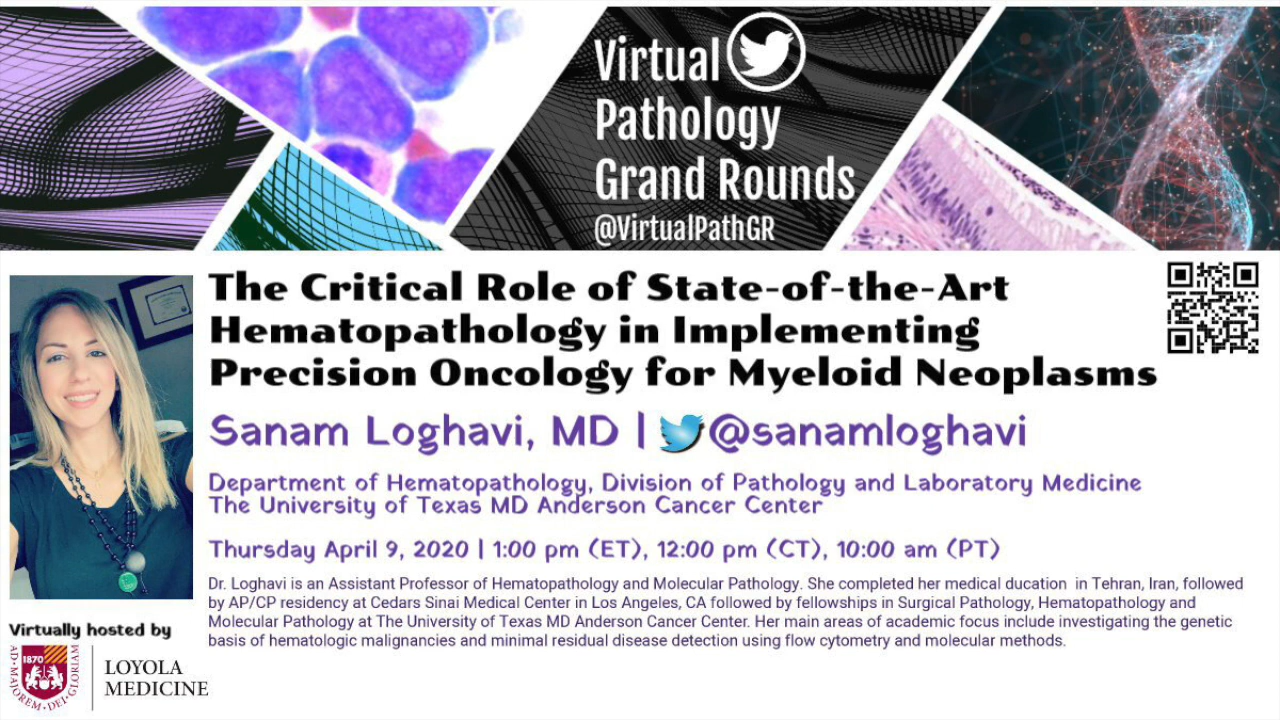 Virtual
Pathology
Grand Rounds
@VirtualPathGR
The Critical Role of State-of-the-Art
Hematopathology in Implementing
Precision Oncology for Myeloid Neoplasms
Sanam Loghavi, MD | @sanamloghavi
Department of Hematopathology, Division of Pathology and Laboratory Medicine
The University of Texas MD Anderson Cancer Center
Thursday April 9, 2020 | 1:00 pm (ET), 12:00 pm (CT), 10:00 am (PT)
Dr. Loghavi is an Assistant Professor of Hematopathology and Molecular Pathology. She completed her medical ducation in Tehran, Iran, followed
by AP/CP residency at Cedars Sinai Medical Center in Los Angeles, CA followed by fellowships in Surgical Pathology, Hematopathology and
Molecular Pathology at The University of Texas MD Anderson Cancer Center. Her main areas of academic focus include investigating the genetic
basis of hematologic malignancies and minimal residual disease detection using flow cytometry and molecular methods.
Virtually hosted by
1870
AD·MAJOREM·DEI·GLORIAM
LOYOLA
MEDICINE